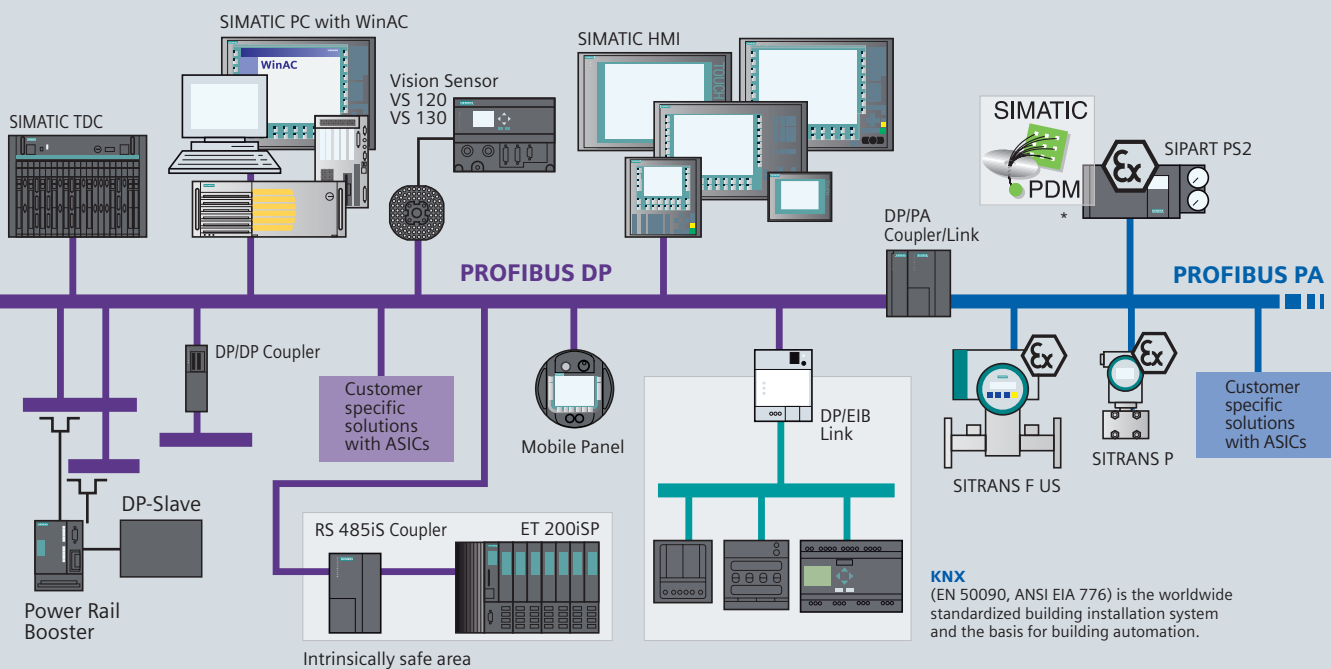 SIMATIC PC with WinAC
WinAC
SIMATIC HMI
TOUCH
Vision Sensor
VS 120
VS 130
SIMATIC TDC
SIMATIC
PDM
*
Ex
SIPART PS2
DP/PA
Coupler/Link
PROFIBUS DP
PROFIBUS PA
DP/DP Coupler
Customer
specific
solutions
with ASICs
Mobile Panel
DP/EIB
Link
Ex
SITRANS F US
Ex
SITRANS P
Customer
specific
solutions
with ASICs
DP-Slave
Power Rail
Booster
RS 485iS Coupler
ET 200iSP
Intrinsically safe area
KNX
(EN 50090, ANSI EIA 776) is the worldwide
standardized building installation system
and the basis for building automation.